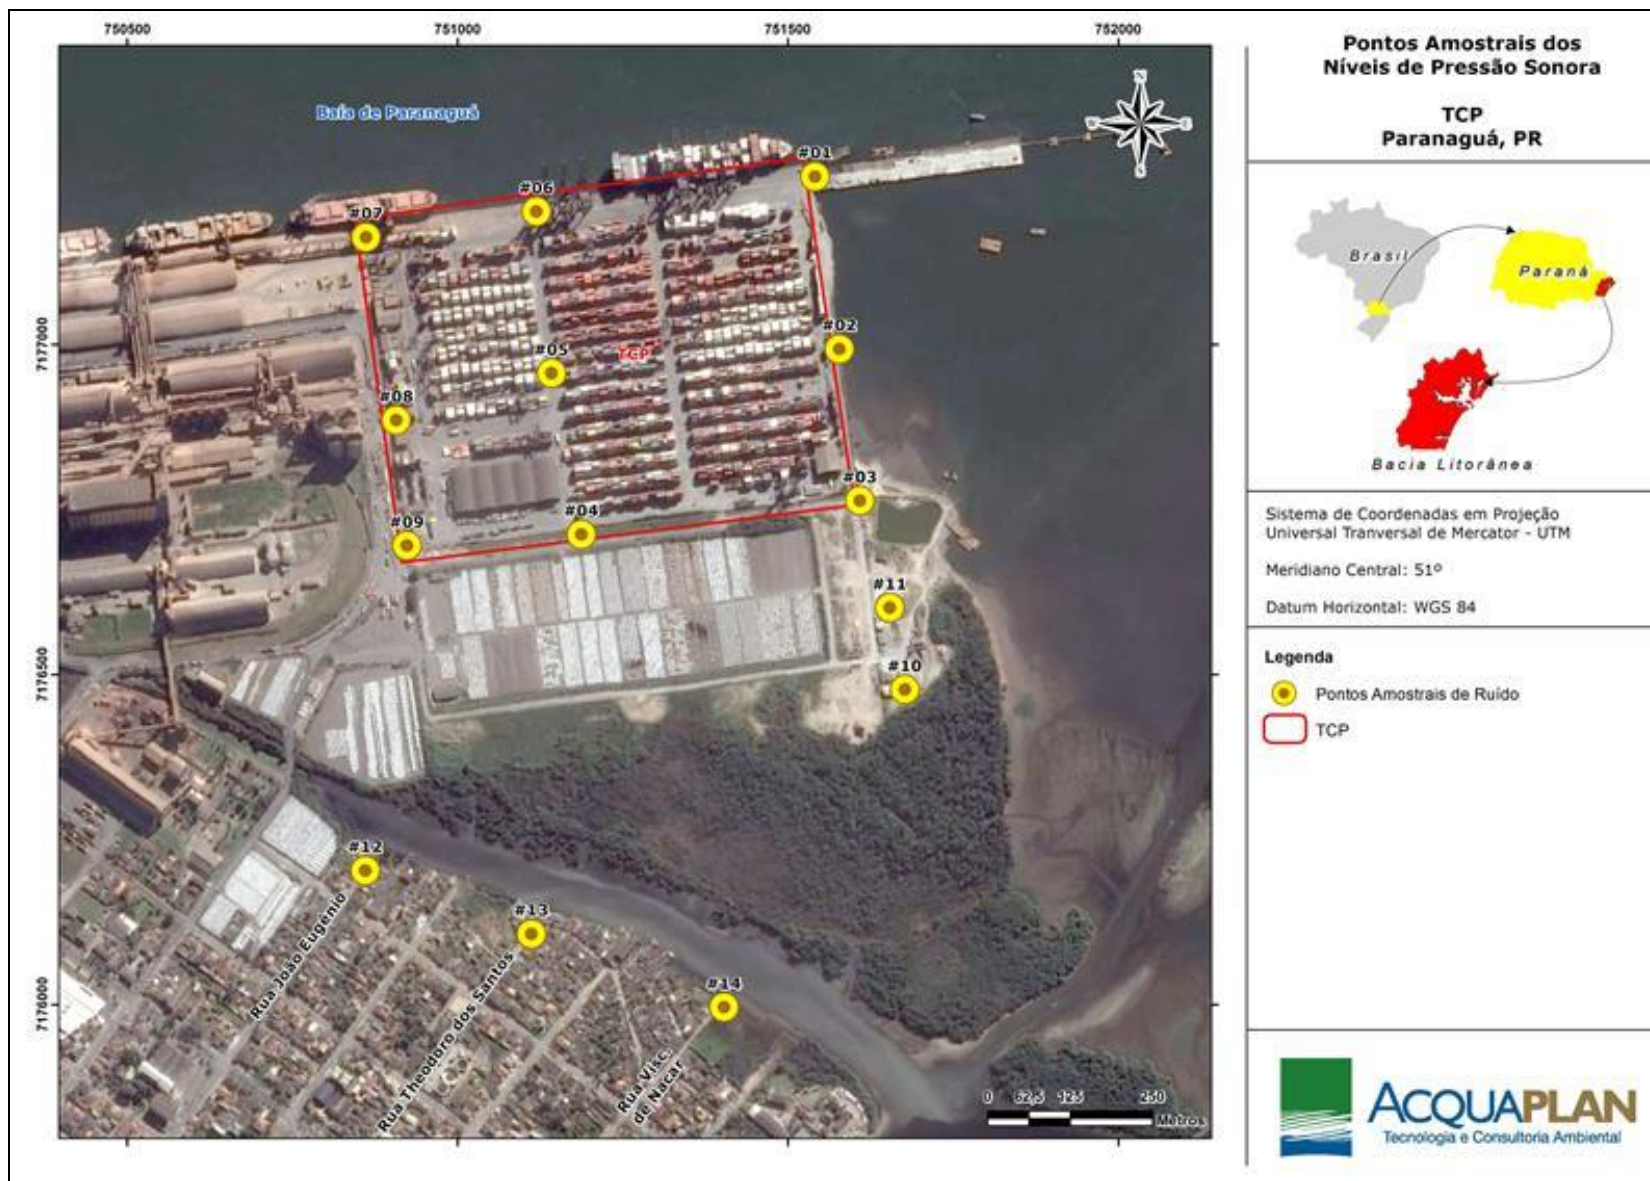 Pontos Amostrais dos
Níveis de Pressão Sonora
TCP
Paranaguá, PR
750500
751000
751500
752000
7177000
7176500
7176000
Baía de Paranaguá
N
W
E
S
#01
#06
#07
#02
#05
TCP
#08
#03
#04
#09
#11
#10
#12
#13
#14
Rua João Eugênio
Rua Theodoro dos Santos
Rua Visc.
de Nácar
0 62,5 125 250
Metros
Brasil
Paraná
Bacia Litorânea
Sistema de Coordenadas em Projeção
Universal Tranversal de Mercator - UTM
Meridiano Central: 51º
Datum Horizontal: WGS 84
Legenda
Pontos Amostrais de Ruído
TCP
ACQUAPLAN
Tecnologia e Consultoria Ambiental